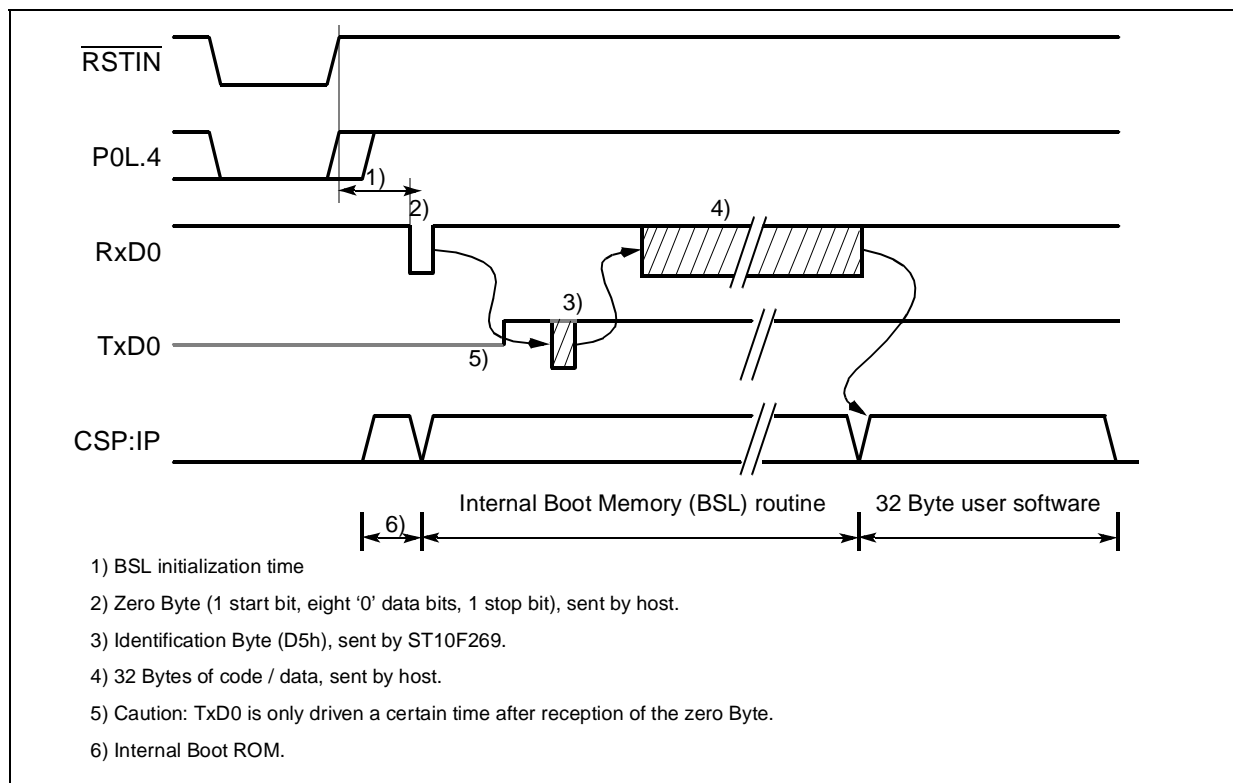 RSTIN
P0L.4
1)
2)
4)
RxD0
3)
TxD0
5)
CSP:IP
Internal Boot Memory (BSL) routine
32 Byte user software
6)
1) BSL initialization time
2) Zero Byte (1 start bit, eight ‘0’ data bits, 1 stop bit), sent by host.
3) Identification Byte (D5h), sent by ST10F269.
4) 32 Bytes of code / data, sent by host.
5) Caution: TxD0 is only driven a certain time after reception of the zero Byte.
6) Internal Boot ROM.